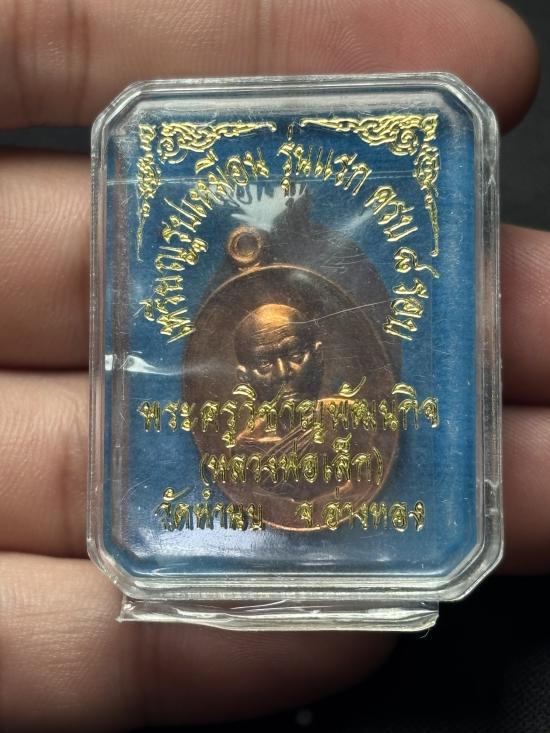 เหรียญรูปเหมือน รุ่นแรก ครบ ๘ รอบ
พระครูวิชาญพัฒนกิจ
(หลวงพ่อเล็ก)
วัดทำนบ จ.อ่างทอง